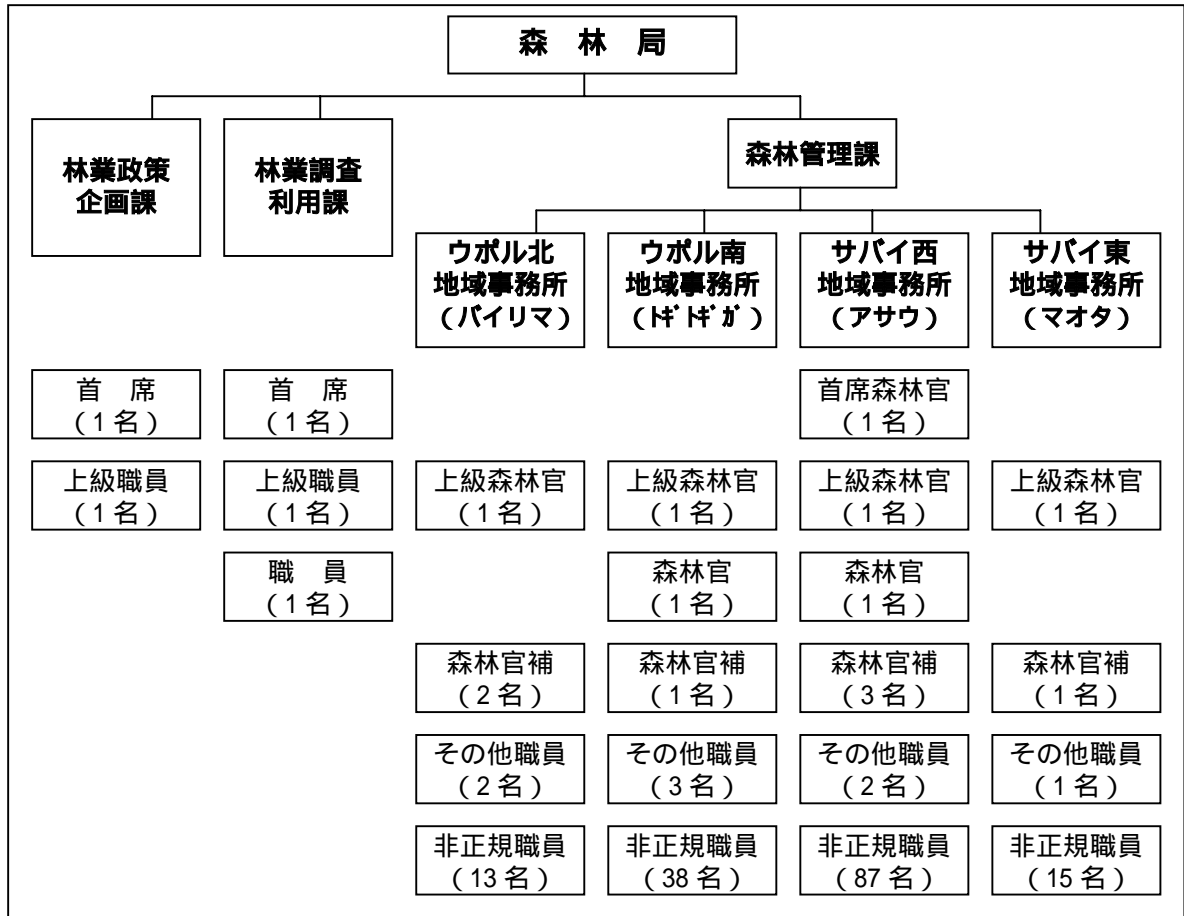 森 林 局
林業政策
企画課
林業調査
利用課
森林管理課
ウポル北
地域事務所
（バイリマ）
ウポル南
地域事務所
（ﾄｷﾞﾄｷﾞｶﾞ）
サバイ西
地域事務所
（アサウ）
サバイ東
地域事務所
（マオタ）
首 席
（1名）
首 席
（1名）
首席森林官
（1名）
上級職員
（1名）
上級職員
（1名）
上級森林官
（1名）
上級森林官
（1名）
上級森林官
（1名）
上級森林官
（1名）
職 員
（1名）
森林官
（1名）
森林官
（1名）
森林官補
（2名）
森林官補
（1名）
森林官補
（3名）
森林官補
（1名）
その他職員
（2名）
その他職員
（3名）
その他職員
（2名）
その他職員
（1名）
非正規職員
（13名）
非正規職員
（38名）
非正規職員
（87名）
非正規職員
（15名）